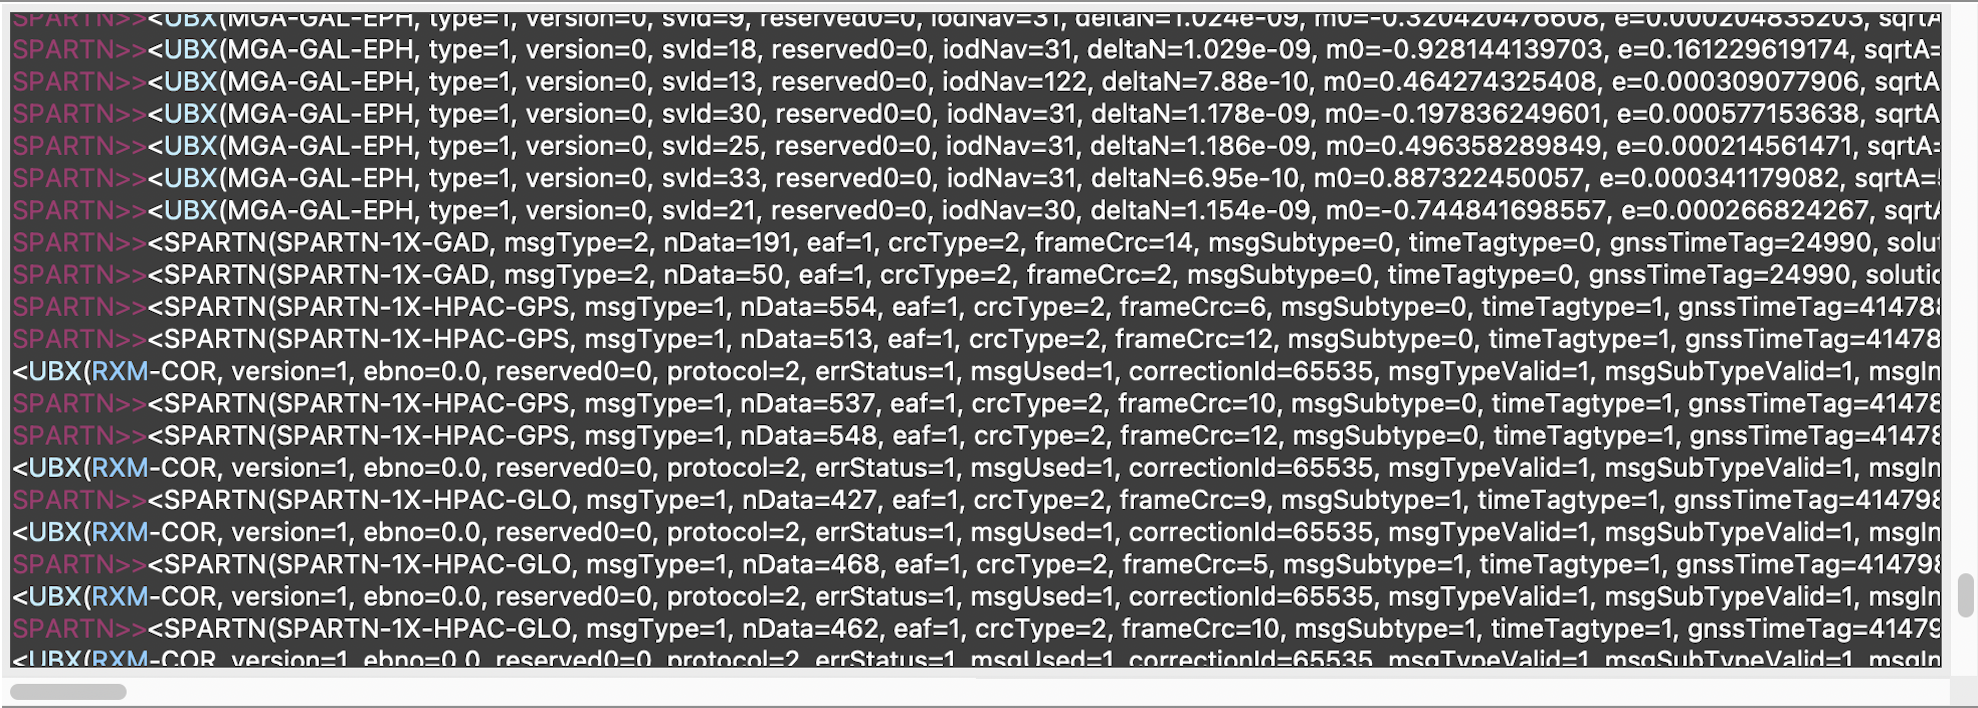 SPARTN>><UBX(MGA-GAL-EPH, type=1, version=0, svId=9, reserved0=0, iodNav=31, deltaN=1.024e-09, m0=-0.320420476608, e=0.000204835203, sqrt
SPARTN>><UBX(MGA-GAL-EPH, type=1, version=0, svId=18, reserved0=0, iodNav=31, deltaN=1.029e-09, m0=-0.928144139703, e=0.161229619174, sqrtA=
SPARTN>><UBX(MGA-GAL-EPH, type=1, version=0, svId=13, reserved0=0, iodNav=122, deltaN=7.88e-10, m0=0.464274325408, e=0.000309077906, sqrtA
SPARTN>><UBX(MGA-GAL-EPH, type=1, version=0, svId=30, reserved0=0, iodNav=31, deltaN=1.178e-09, m0=-0.197836249601, e=0.000577153638, sqrtA
SPARTN>><UBX(MGA-GAL-EPH, type=1, version=0, svId=25, reserved0=0, iodNav=31, deltaN=1.186e-09, m0=0.496358289849, e=0.000214561471, sqrtA=
SPARTN>><UBX(MGA-GAL-EPH, type=1, version=0, svId=33, reserved0=0, iodNav=31, deltaN=6.95e-10, m0=0.887322450057, e=0.000341179082, sqrtA=
SPARTN>><UBX(MGA-GAL-EPH, type=1, version=0, svId=21, reserved0=0, iodNav=30, deltaN=1.154e-09, m0=-0.744841698557, e=0.000266824267, sqrtA
SPARTN>><SPARTN(SPARTN-1X-GAD, msgType=2, nData=191, eaf=1, crcType=2, frameCrc=14, msgSubtype=0, timeTagtype=0, gnssTimeTag=24990, solut
SPARTN>><SPARTN(SPARTN-1X-GAD, msgType=2, nData=50, eaf=1, crcType=2, frameCrc=2, msgSubtype=0, timeTagtype=0, gnssTimeTag=24990, solutic
SPARTN>><SPARTN(SPARTN-1X-HPAC-GPS, msgType=1, nData=554, eaf=1, crcType=2, frameCrc=6, msgSubtype=0, timeTagtype=1, gnssTimeTag=414788
SPARTN>><SPARTN(SPARTN-1X-HPAC-GPS, msgType=1, nData=513, eaf=1, crcType=2, frameCrc=12, msgSubtype=0, timeTagtype=1, gnssTimeTag=41478
<UBX(RXM-COR, version=1, ebno=0.0, reserved0=0, protocol=2, errStatus=1, msgUsed=1, correctionId=65535, msgTypeValid=1, msgSubTypeValid=1, msgIn
SPARTN>><SPARTN(SPARTN-1X-HPAC-GPS, msgType=1, nData=537, eaf=1, crcType=2, frameCrc=10, msgSubtype=0, timeTagtype=1, gnssTimeTag=41478
SPARTN>><SPARTN(SPARTN-1X-HPAC-GPS, msgType=1, nData=548, eaf=1, crcType=2, frameCrc=12, msgSubtype=0, timeTagtype=1, gnssTimeTag=41478
<UBX(RXM-COR, version=1, ebno=0.0, reserved0=0, protocol=2, errStatus=1, msgUsed=1, correctionId=65535, msgTypeValid=1, msgSubTypeValid=1, msgIn
SPARTN>><SPARTN(SPARTN-1X-HPAC-GLO, msgType=1, nData=427, eaf=1, crcType=2, frameCrc=9, msgSubtype=1, timeTagtype=1, gnssTimeTag=414798
<UBX(RXM-COR, version=1, ebno=0.0, reserved0=0, protocol=2, errStatus=1, msgUsed=1, correctionId=65535, msgTypeValid=1, msgSubTypeValid=1, msgIn
SPARTN>><SPARTN(SPARTN-1X-HPAC-GLO, msgType=1, nData=468, eaf=1, crcType=2, frameCrc=5, msgSubtype=1, timeTagtype=1, gnssTimeTag=414798
<UBX(RXM-COR, version=1, ebno=0.0, reserved0=0, protocol=2, errStatus=1, msgUsed=1, correctionId=65535, msgTypeValid=1, msgSubTypeValid=1, msgIn
SPARTN>><SPARTN(SPARTN-1X-HPAC-GLO, msgType=1, nData=462, eaf=1, crcType=2, frameCrc=10, msgSubtype=1, timeTagtype=1, gnssTimeTag=41479
<UBX(RXM-COR, version=1, ebno=0.0, reserved0=0, protocol=2, errStatus=1, msgUsed=1, correctionId=65535, msgTypeValid=1, msgSubTypeValid=1, msgIn